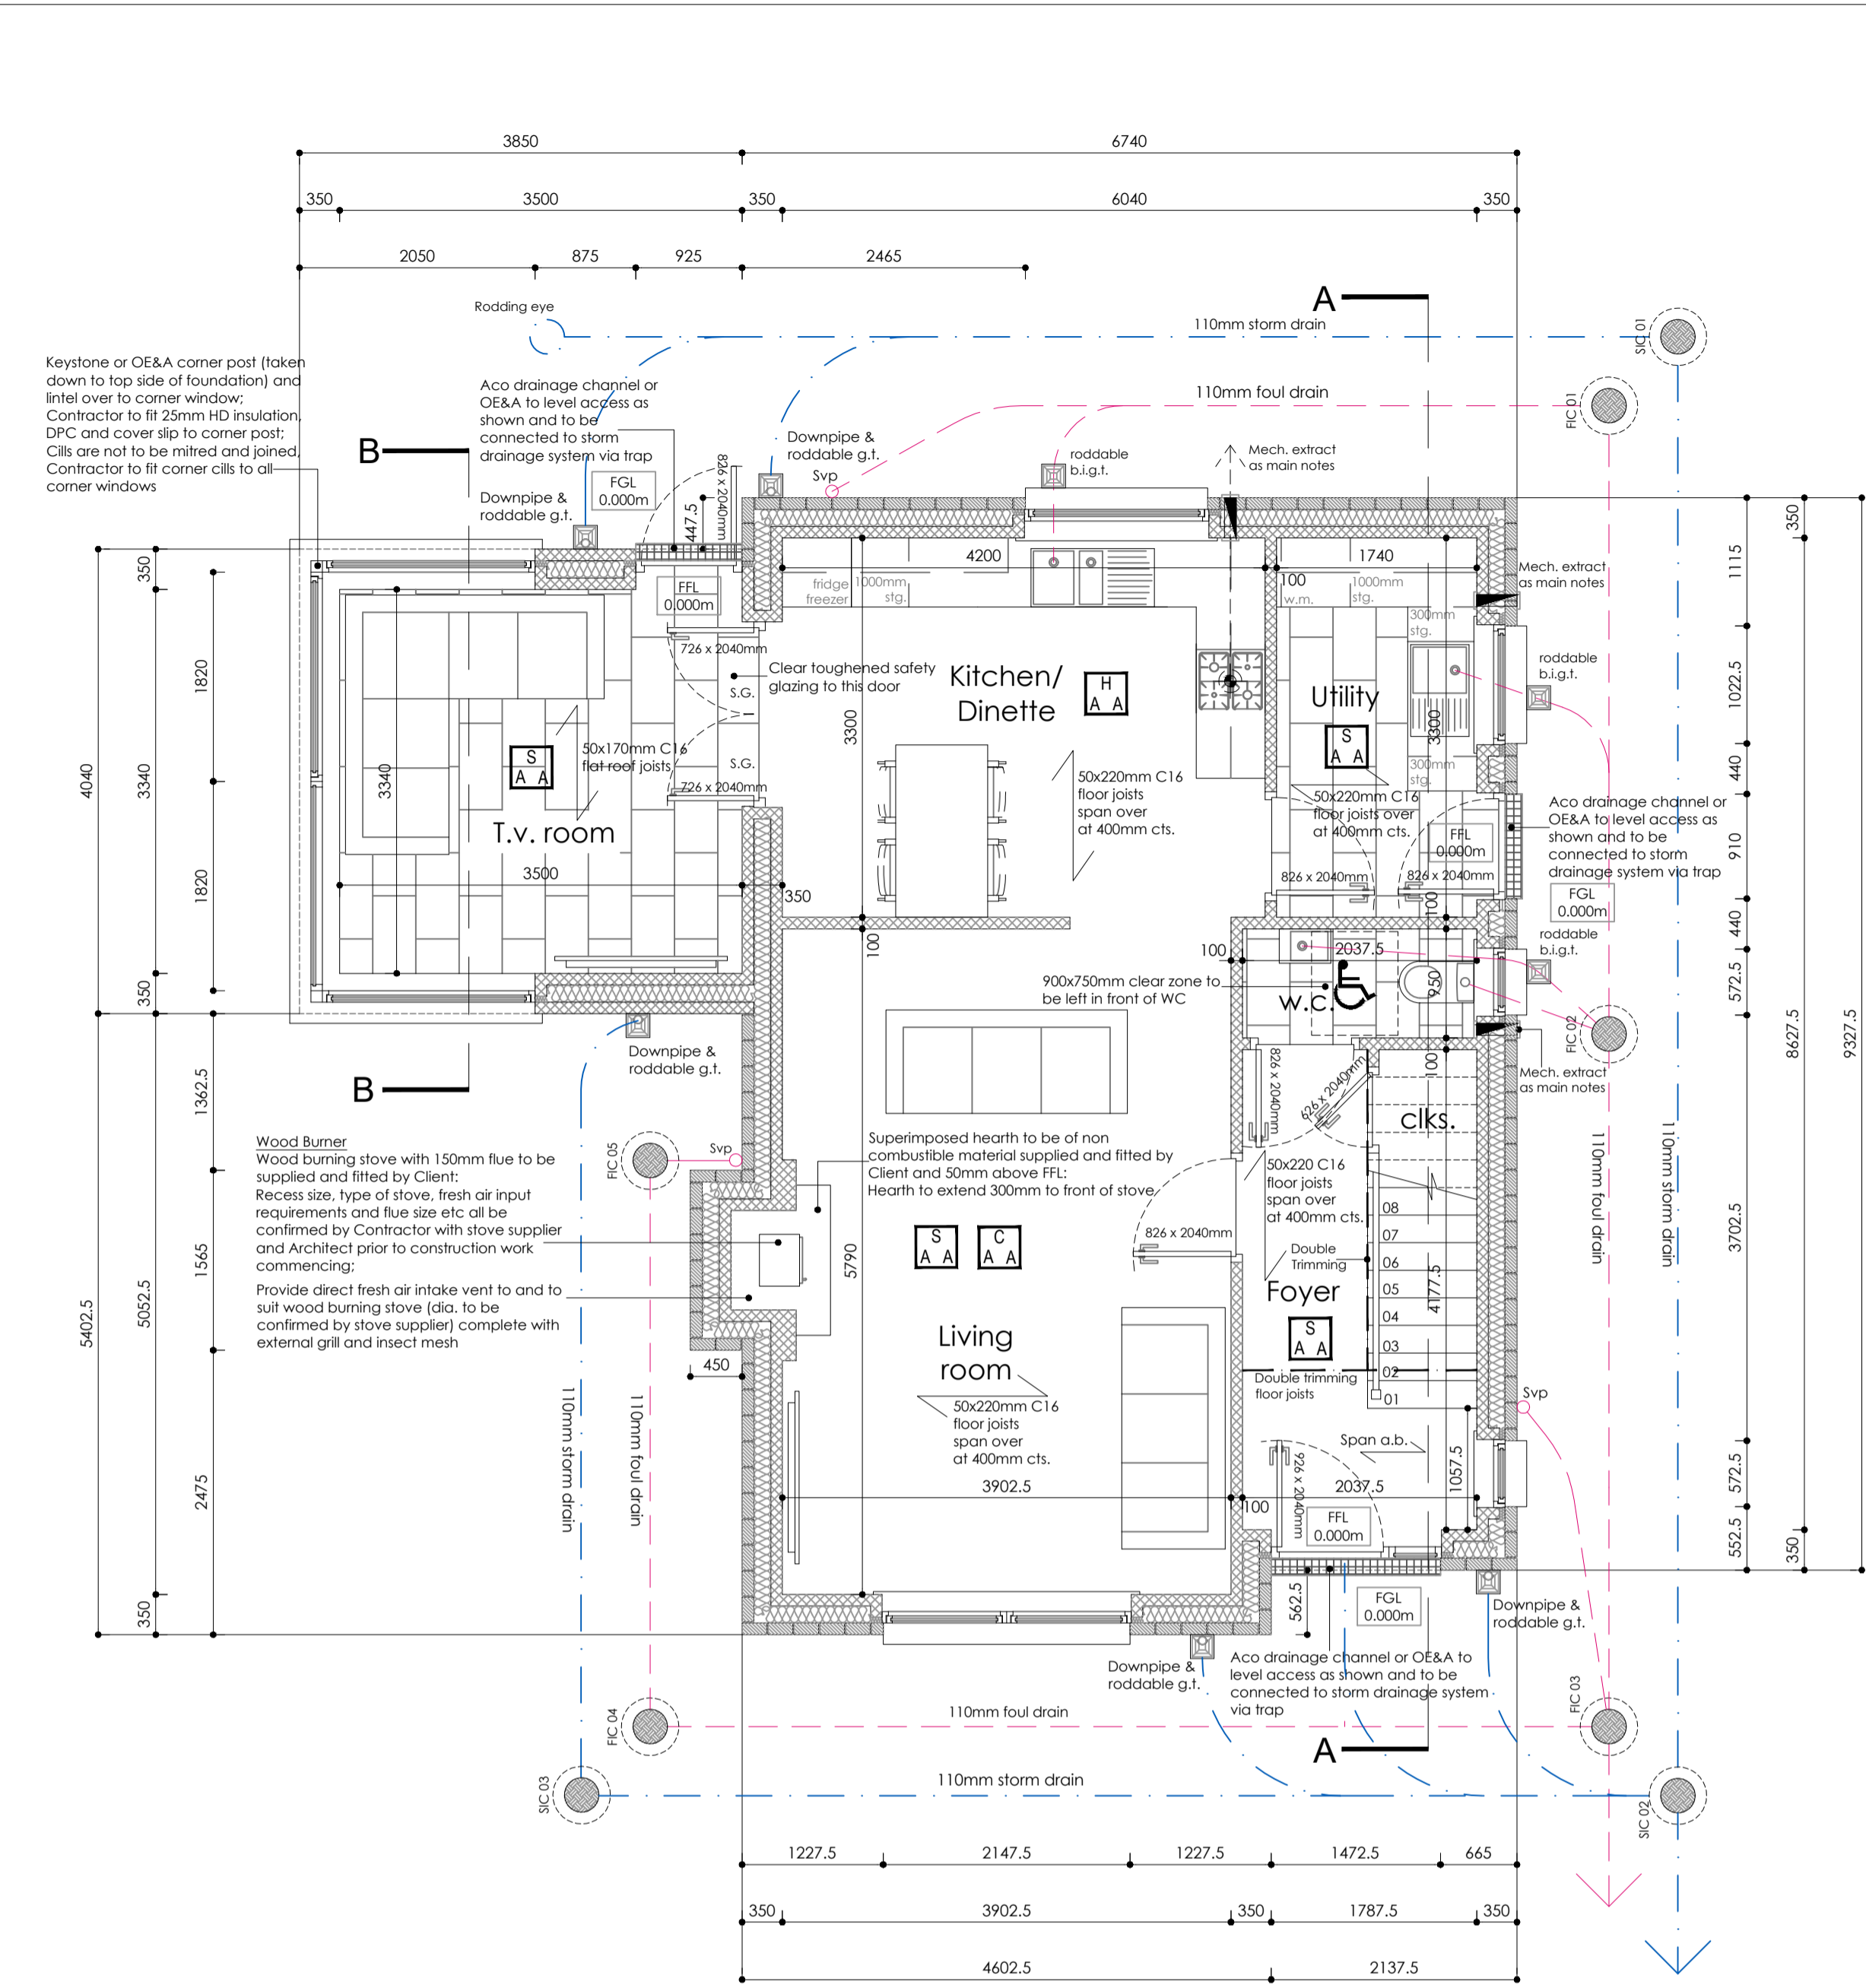 3850
6740
350
3500
350
6040
350
2050
875
925
2465
A
Rodding eye
110mm storm drain
SIC 01
Keystone or OE&A corner post (taken
down to top side of foundation) and
lintel over to corner window;
Contractor to fit 25mm HD insulation,
DPC and cover slip to corner post;
Cills are not to be mitred and joined,
Contractor to fit corner cills to all
corner windows
Aco drainage channel or
OE&A to level access as
shown and to be
connected to storm
drainage system via trap
110mm foul drain
FIC 01
B
Downpipe &
roddable g.t.
Svp
roddable
b.i.g.t.
Mech. extract
as main notes
FGL
0.000m
826 x 2040mm
447.5
Downpipe &
roddable g.t.
350
350
1115
4200
1740
Mech. extract
as main notes
fridge
freezer
1000mm
stg.
100
w.m.
1000mm
stg.
FFL
0.000m
300mm
stg.
726 x 2040mm
Clear toughened safety
glazing to this door
S.G.
Kitchen/
Dinette
H
A A
Utility
roddable
b.i.g.t.
1820
1022.5
3300
3300
S
A A
50x170mm C16
flat roof joists
S
A A
S.G.
726 x 2040mm
300mm
stg.
440
4040
3340
3340
50x220mm C16
floor joists
span over
at 400mm cts.
50x220mm C16
floor joists over
at 400mm cts.
Aco drainage channel or
OE&A to level access as
shown and to be
connected to storm
drainage system via trap
T.v. room
FFL
0.000m
910
1820
3500
350
826 x 2040mm
826 x 2040mm
100
FGL
0.000m
440
roddable
b.i.g.t.
100
100
2037.5
350
900x750mm clear zone to
be left in front of WC
w.c.
950
572.5
FIC 02
8627.5
9327.5
Downpipe &
roddable g.t.
B
1362.5
826 x 2040mm
626 x 2040mm
100
Mech. extract
as main notes
clks.
Wood Burner
Wood burning stove with 150mm flue to be
supplied and fitted by Client:
Recess size, type of stove, fresh air input
requirements and flue size etc all be
confirmed by Contractor with stove supplier
and Architect prior to construction work
commencing;
Provide direct fresh air intake vent to and to
suit wood burning stove (dia. to be
confirmed by stove supplier) complete with
external grill and insect mesh
FIC 05
Svp
Superimposed hearth to be of non
combustible material supplied and fitted by
Client and 50mm above FFL:
Hearth to extend 300mm to front of stove
50x220 C16
floor joists
span over
at 400mm cts.
110mm foul drain
110mm storm drain
08
07
06
05
04
03
02
01
S
A A
C
A A
826 x 2040mm
Double
Trimming
3702.5
1565
5790
4177.5
5402.5
5052.5
Foyer
S
A A
Living
room
450
Double trimming
floor joists
Svp
50x220mm C16
floor joists
span over
at 400mm cts.
110mm storm drain
110mm foul drain
Span a.b.
1057.5
926 x 2040mm
2475
3902.5
100
2037.5
572.5
FFL
0.000m
552.5
350
350
562.5
FGL
0.000m
Downpipe &
roddable g.t.
Downpipe &
roddable g.t.
Aco drainage channel or OE&A to
level access as shown and to be
connected to storm drainage system
via trap
FIC 04
110mm foul drain
FIC 03
A
SIC 03
110mm storm drain
SIC 02
1227.5
2147.5
1227.5
1472.5
665
350
3902.5
350
1787.5
350
4602.5
2137.5